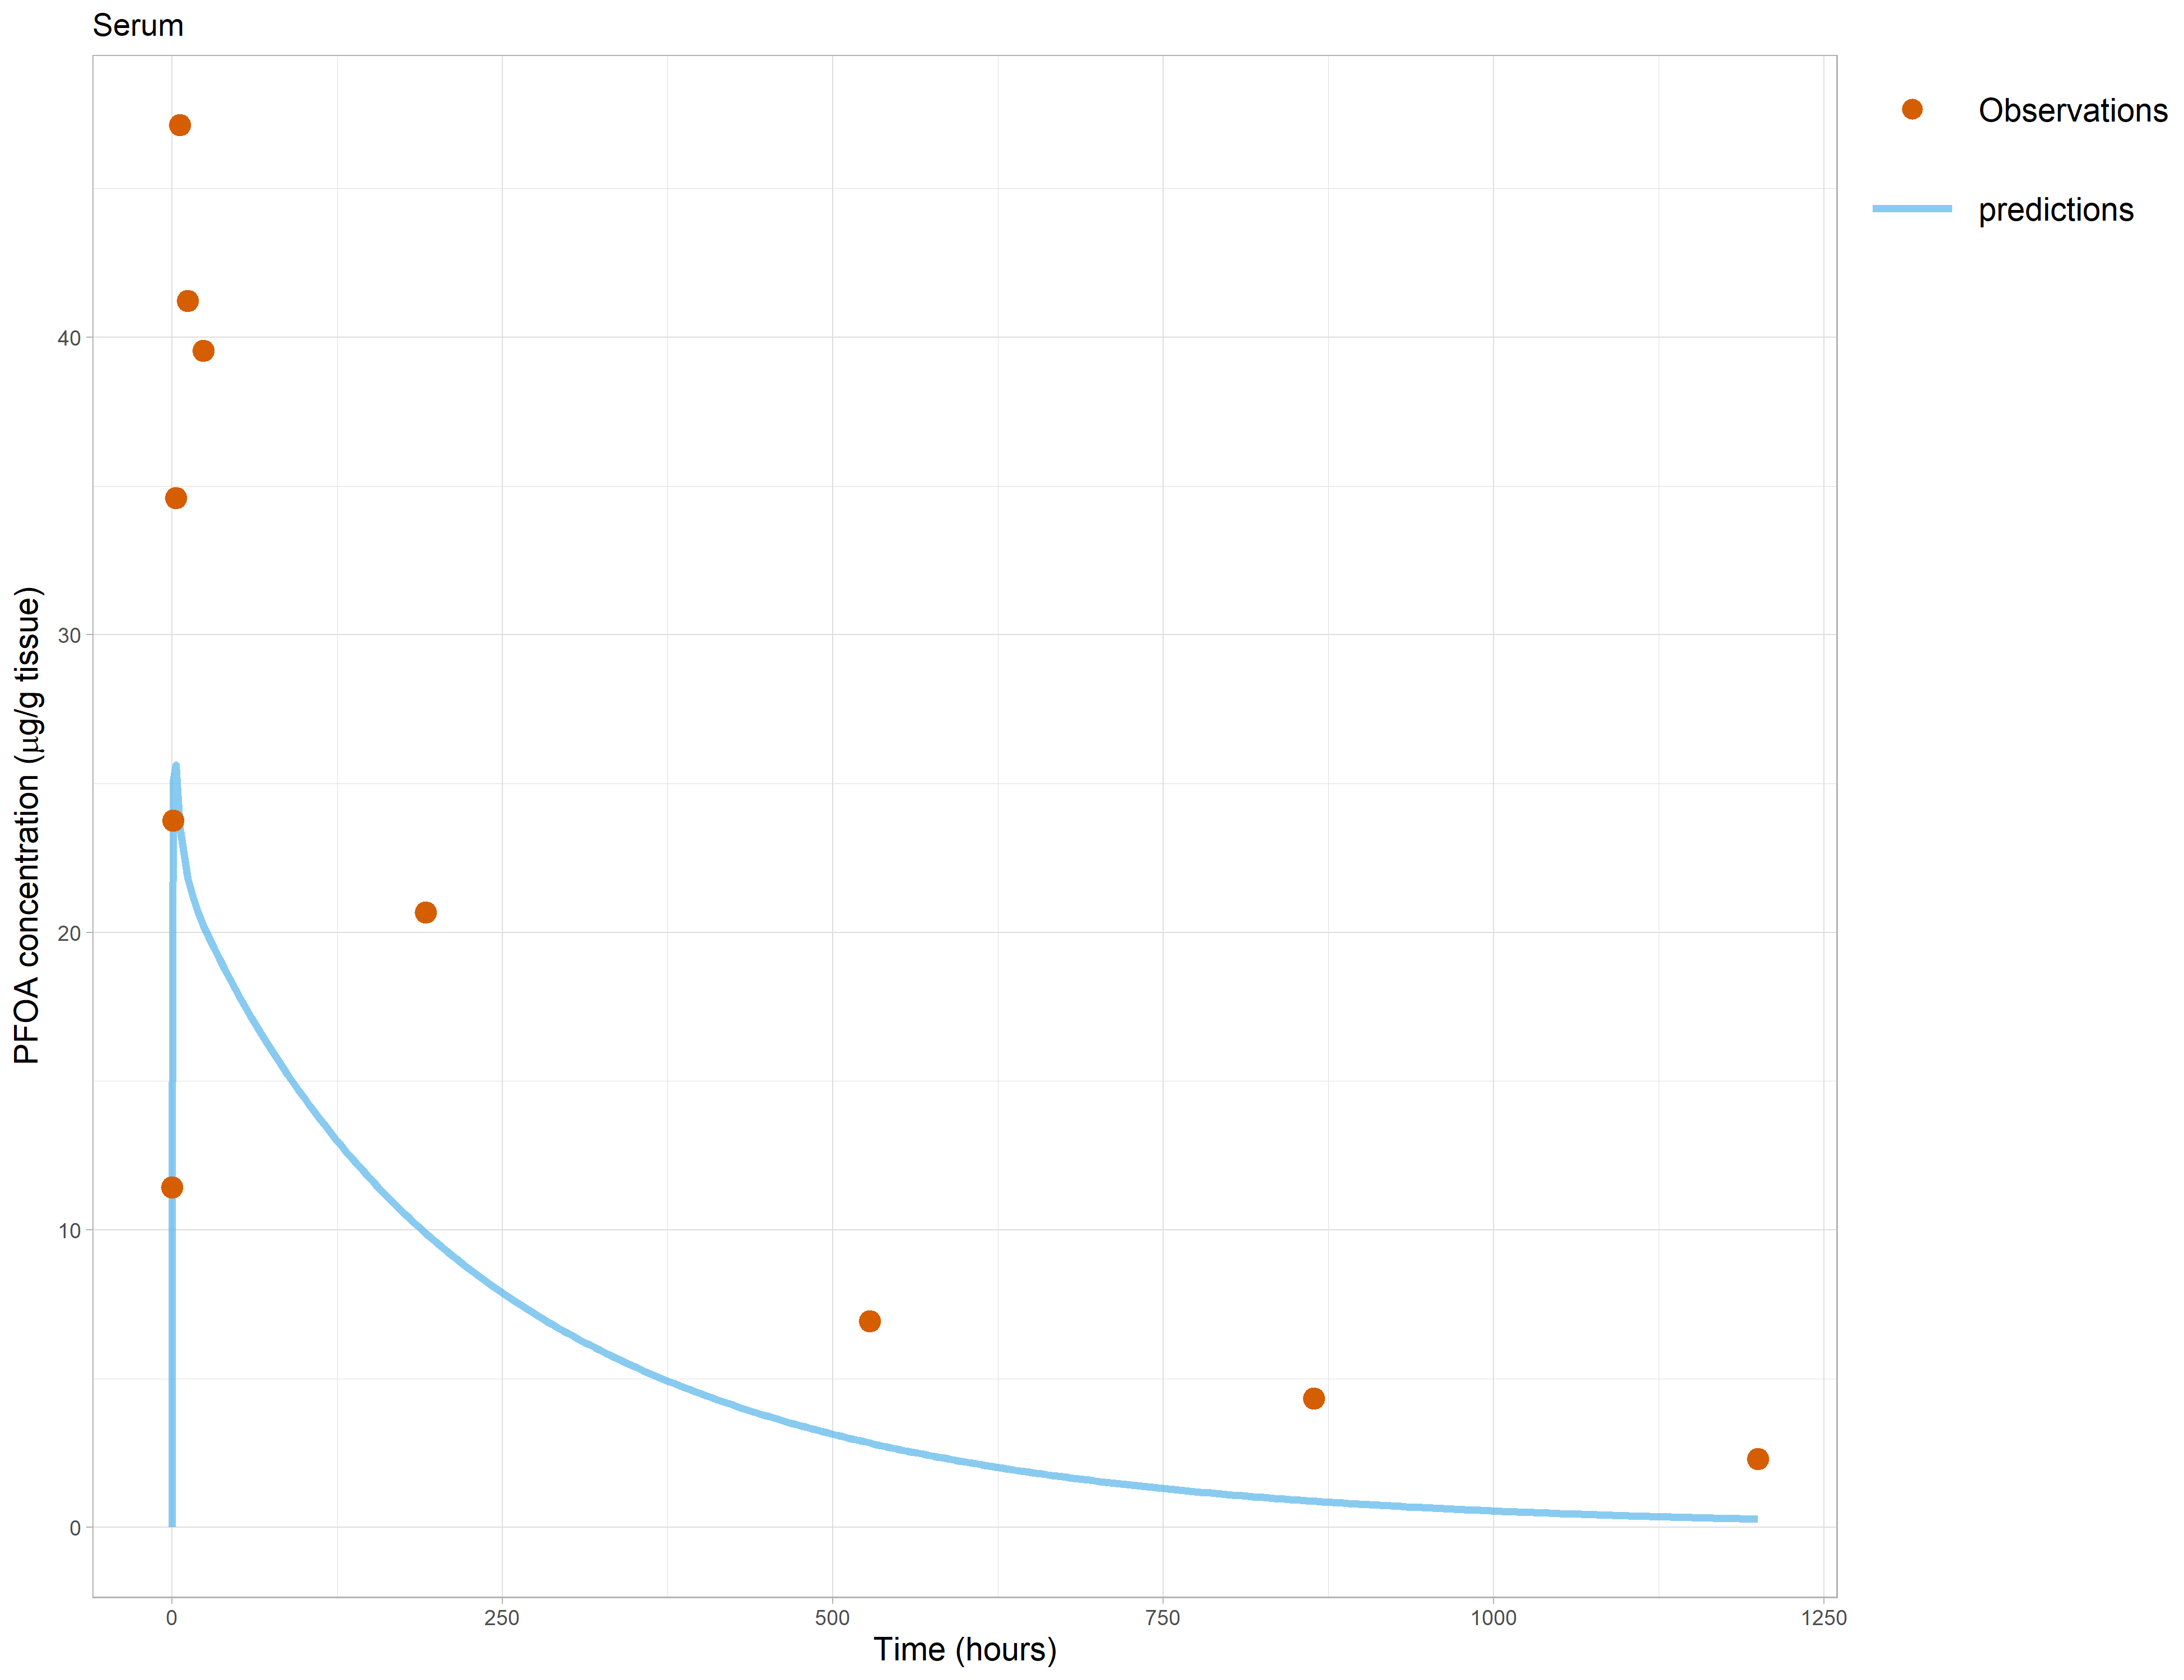 Serum
Observations
predictions
PFOA concentration (μg/g tissue)
40
30
20
10
0
0 250 500 750 1000 1250
Time (hours)